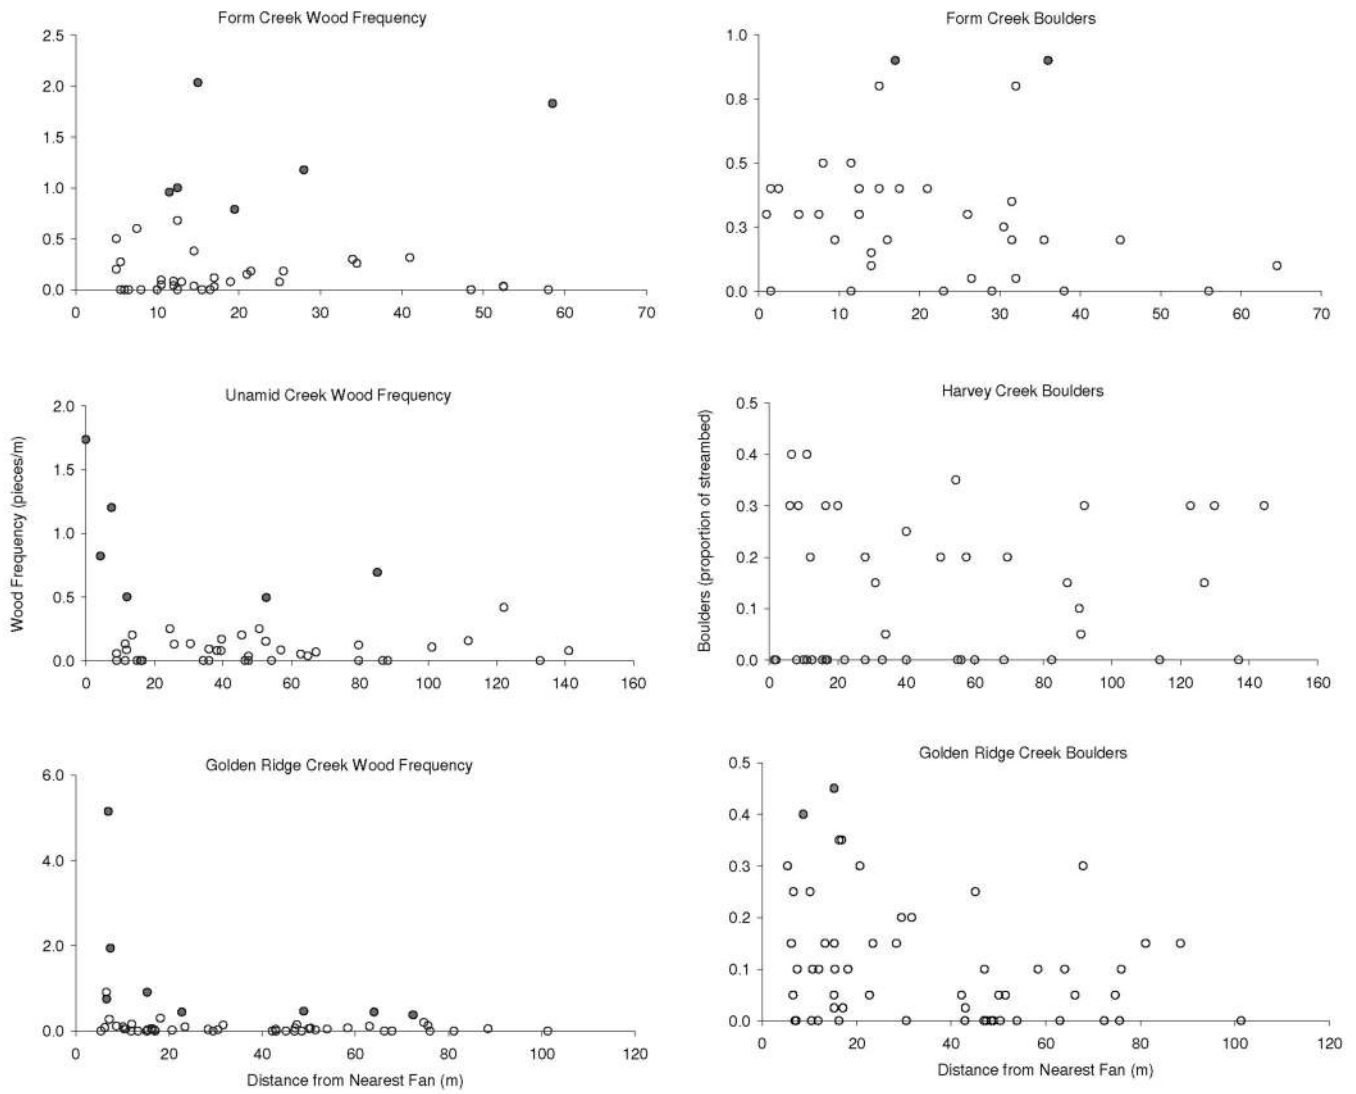 Form Creek Wood Frequency
2.5
2.0
1.5
1.0
0.5
0.0
0 10 20 30 40 50 60 70
Form Creek Boulders
1.0
0.8
0.5
0.3
0.0
0 10 20 30 40 50 60 70
Unamid Creek Wood Frequency
Wood Frequency (pieces/m)
2.0
1.5
1.0
0.5
0.0
0 20 40 60 80 100 120 140 160
Harvey Creek Boulders
Boulders (proportion of streambed)
0.5
0.4
0.3
0.2
0.1
0.0
0 20 40 60 80 100 120 140 160
Golden Ridge Creek Wood Frequency
6.0
4.0
2.0
0.0
0 20 40 60 80 100 120
Distance from Nearest Fan (m)
Golden Ridge Creek Boulders
0.5
0.4
0.3
0.2
0.1
0.0
0 20 40 60 80 100 120
Distance from Nearest Fan (m)